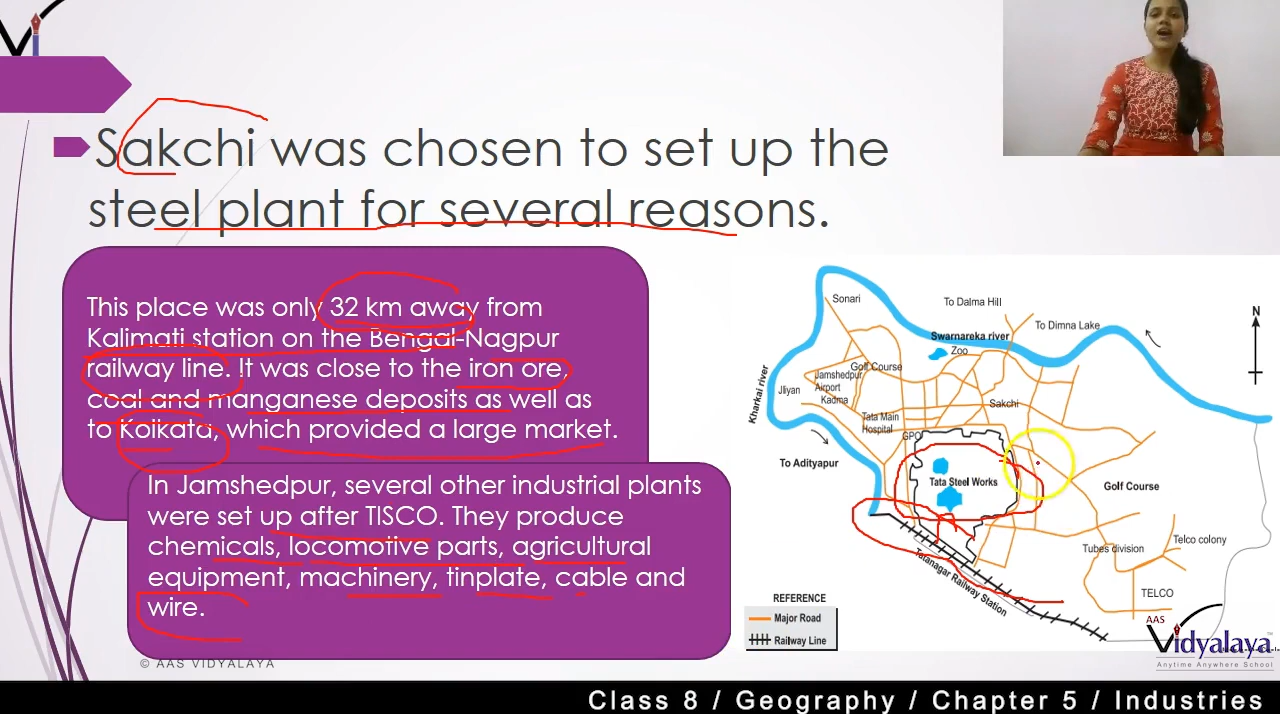 Sakchi was chosen to set up the
steel plant for several reasons.
This place was only 32 km away from
Kalimati station on the Bengal-Nagpur
railway line. It was close to the iron ore,
coal and manganese deposits as well as
to Kolkata, which provided a large market.
In Jamshedpur, several other industrial plants
were set up after TISCO. They produce
chemicals, locomotive parts, agricultural
equipment, machinery, tinplate, cable and
wire.
Sonari
To Dalma Hill
To Dimna Lake
N
Swarnareka river
Zoo
Golf Course
Jamshedpur
Airport
Kadma
Jliyan
Kharkai river
Sakchi
Tata Main
Hospital
GPO
To Adityapur
Tata Steel Works
Golf Course
Tubes division
Telco colony
Tatanagar Railway Station
TELCO
REFERENCE
Major Road
Railway Line
AAS
Vidyalaya
Anytime Anywhere School
© AAS VIDYALAYA
Class 8 / Geography / Chapter 5 / Industries